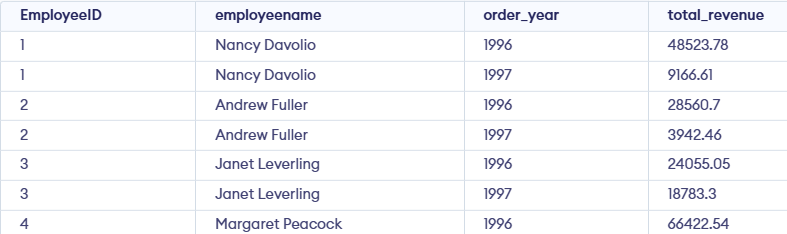 EmployeeID employeename order_year total_revenue
1 Nancy Davolio 1996 48523.78
1 Nancy Davolio 1997 9166.61
2 Andrew Fuller 1996 28560.7
2 Andrew Fuller 1997 3942.46
3 Janet Leverling 1996 24055.05
3 Janet Leverling 1997 18783.3
4 Margaret Peacock 1996 66422.54